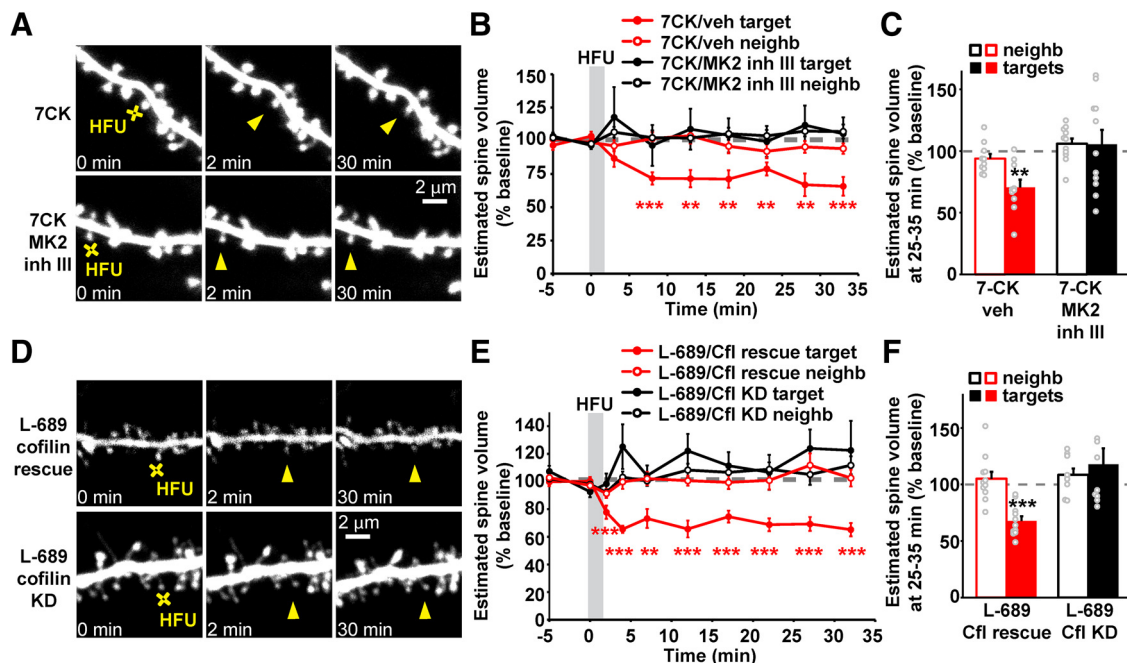 A
7CK
HFU
0 min
2 min
30 min
7CK
MK2
inh III
2 µm
HFU
0 min
2 min
30 min
B
7CK/veh target
7CK/veh neighb
7CK/MK2 inh III target
7CK/MK2 inh III neighb
HFU
Estimated spine volume
(% baseline)
150
125
100
75
50
25
0
*** ** ** ** ** ***
-5 0 5 10 15 20 25 30 35
Time (min)
C
neighb
targets
Estimated spine volume
at 25-35 min (% baseline)
150
100
50
0
**
7-CK
veh
7-CK
MK2
inh III
D
L-689
cofilin
rescue
HFU
0 min
2 min
30 min
L-689
cofilin
KD
2 µm
HFU
0 min
2 min
30 min
E
L-689/Cfl rescue target
L-689/Cfl rescue neighb
L-689/Cfl KD target
L-689/Cfl KD neighb
HFU
Estimated spine volume
(% baseline)
140
120
100
80
60
40
20
0
***
*** ** *** *** *** *** ***
-5 0 5 10 15 20 25 30 35
Time (min)
F
neighb
targets
Estimated spine volume
at 25-35 min (% baseline)
150
100
50
0
***
L-689
Cfl rescue
L-689
Cfl KD